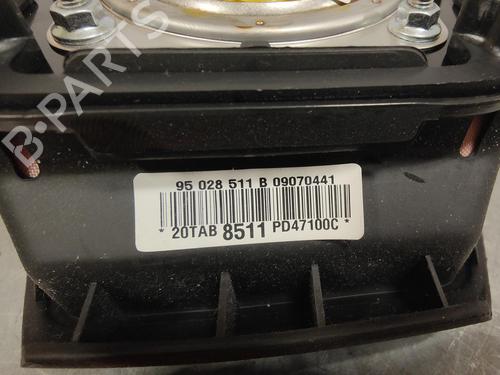 B-PARTS
95 028 511 B 09070441
* 20TAB 8511 PD47100C *